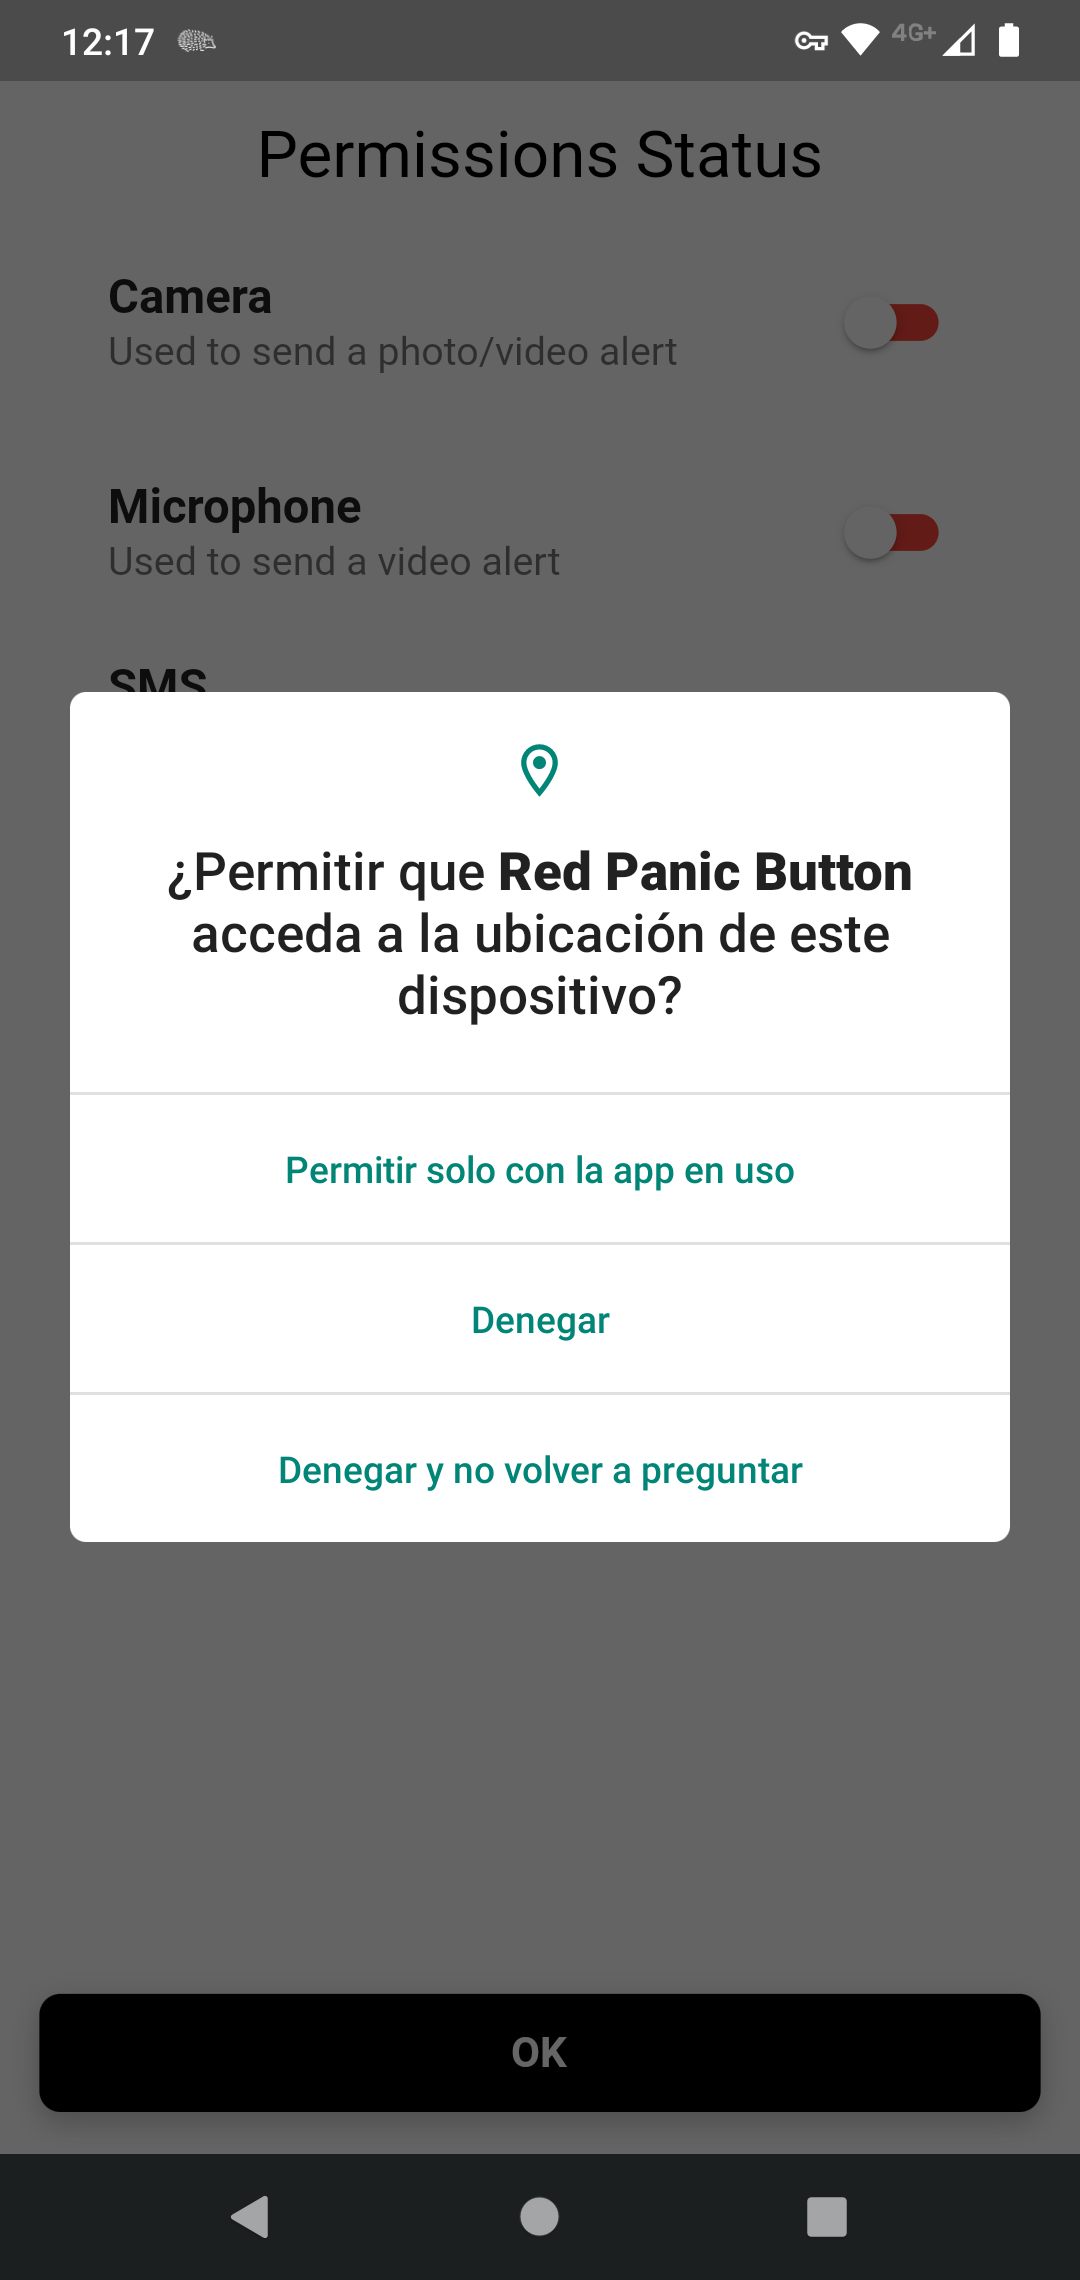 12:17
4G+
Permissions Status
Camera
Used to send a photo/video alert
Microphone
Used to send a video alert
SMS
¿Permitir que Red Panic Button
acceda a la ubicación de este
dispositivo?
Permitir solo con la app en uso
Denegar
Denegar y no volver a preguntar
OK